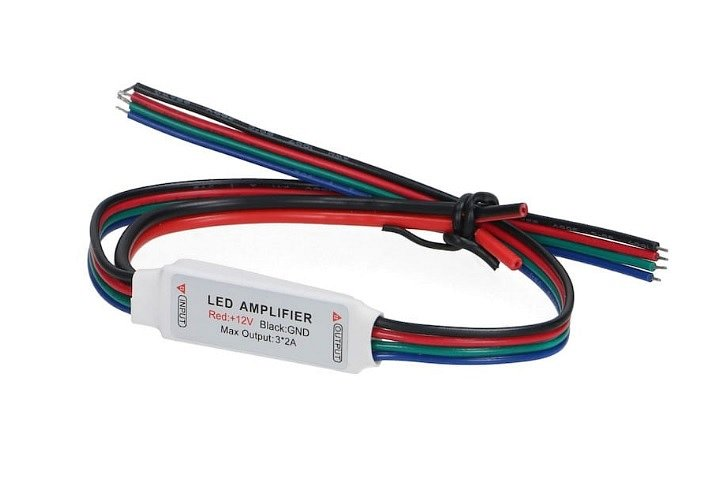 INPUT
LED AMPLIFIER
Red:+12V Black:GND
Max Output:3*2A
OUTPUT